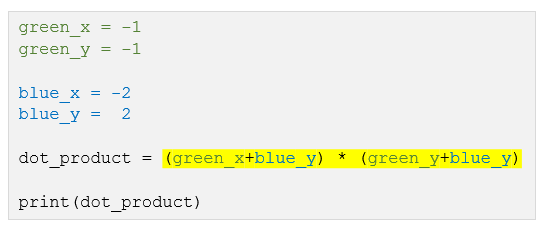 green_x = -1
green_y = -1
blue_x = -2
blue_y =  2
dot_product = (green_x+blue_y) * (green_y+blue_y)
print(dot_product)